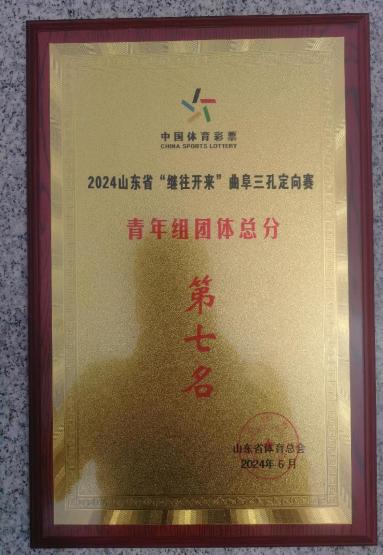 中国体育彩票
CHINA SPORTS LOTTERY
2024山东省“继往开来”曲阜三孔定向赛
青年组团体总分
第七名
山东省体育总会
2024年6月